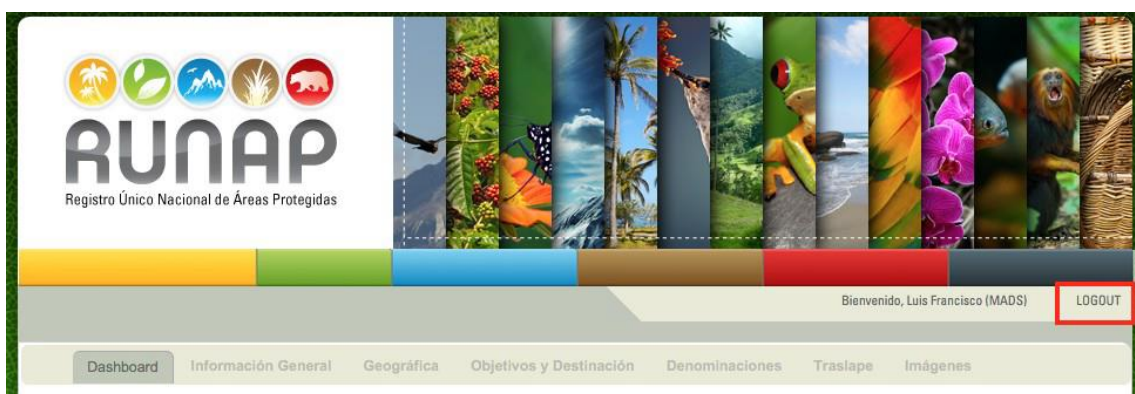 RUNAP
Registro Único Nacional de Áreas Protegidas
Bienvenido, Luis Francisco (MADS) LOGOUT
Dashboard Información General Geográfica Objetivos y Destinación Denominaciones Traslape Imágenes